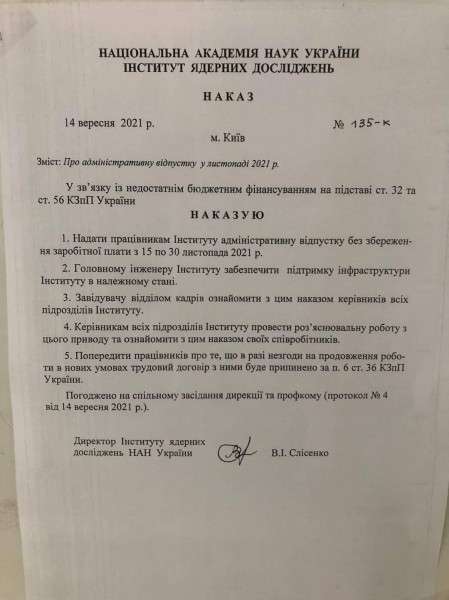 НАЦІОНАЛЬНА АКАДЕМІЯ НАУК УКРАЇНИ
ІНСТИТУТ ЯДЕРНИХ ДОСЛІДЖЕНЬ
НАКАЗ
14 вересня 2021 р. № 135-к
м. Київ
Зміст: Про адміністративну відпустку у листопаді 2021 р.
У зв'язку із недостатнім бюджетним фінансуванням на підставі ст. 32 та
ст. 56 КЗпП України
НАКАЗУЮ
1. Надати працівникам Інституту адміністративну відпустку без збережен-
ня заробітної плати з 15 по 30 листопада 2021 р.
2. Головному інженеру Інституту забезпечити підтримку інфраструктури
Інституту в належному стані.
3. Завідувачу відділом кадрів ознайомити з цим наказом керівників всіх
підрозділів Інституту.
4. Керівникам всіх підрозділів Інституту провести роз'яснювальну роботу з
цього приводу та ознайомити з цим наказом своїх співробітників.
5. Попередити працівників про те, що в разі незгоди на продовження робо-
ти в нових умовах трудовий договір з ними буде припинено за п. 6 ст. 36 КЗпП
України.
Погоджено на спільному засідання дирекції та профкому (протокол № 4
від 14 вересня 2021 р.).
Директор Інституту ядерних
досліджень НАН України В.І. Слісенко